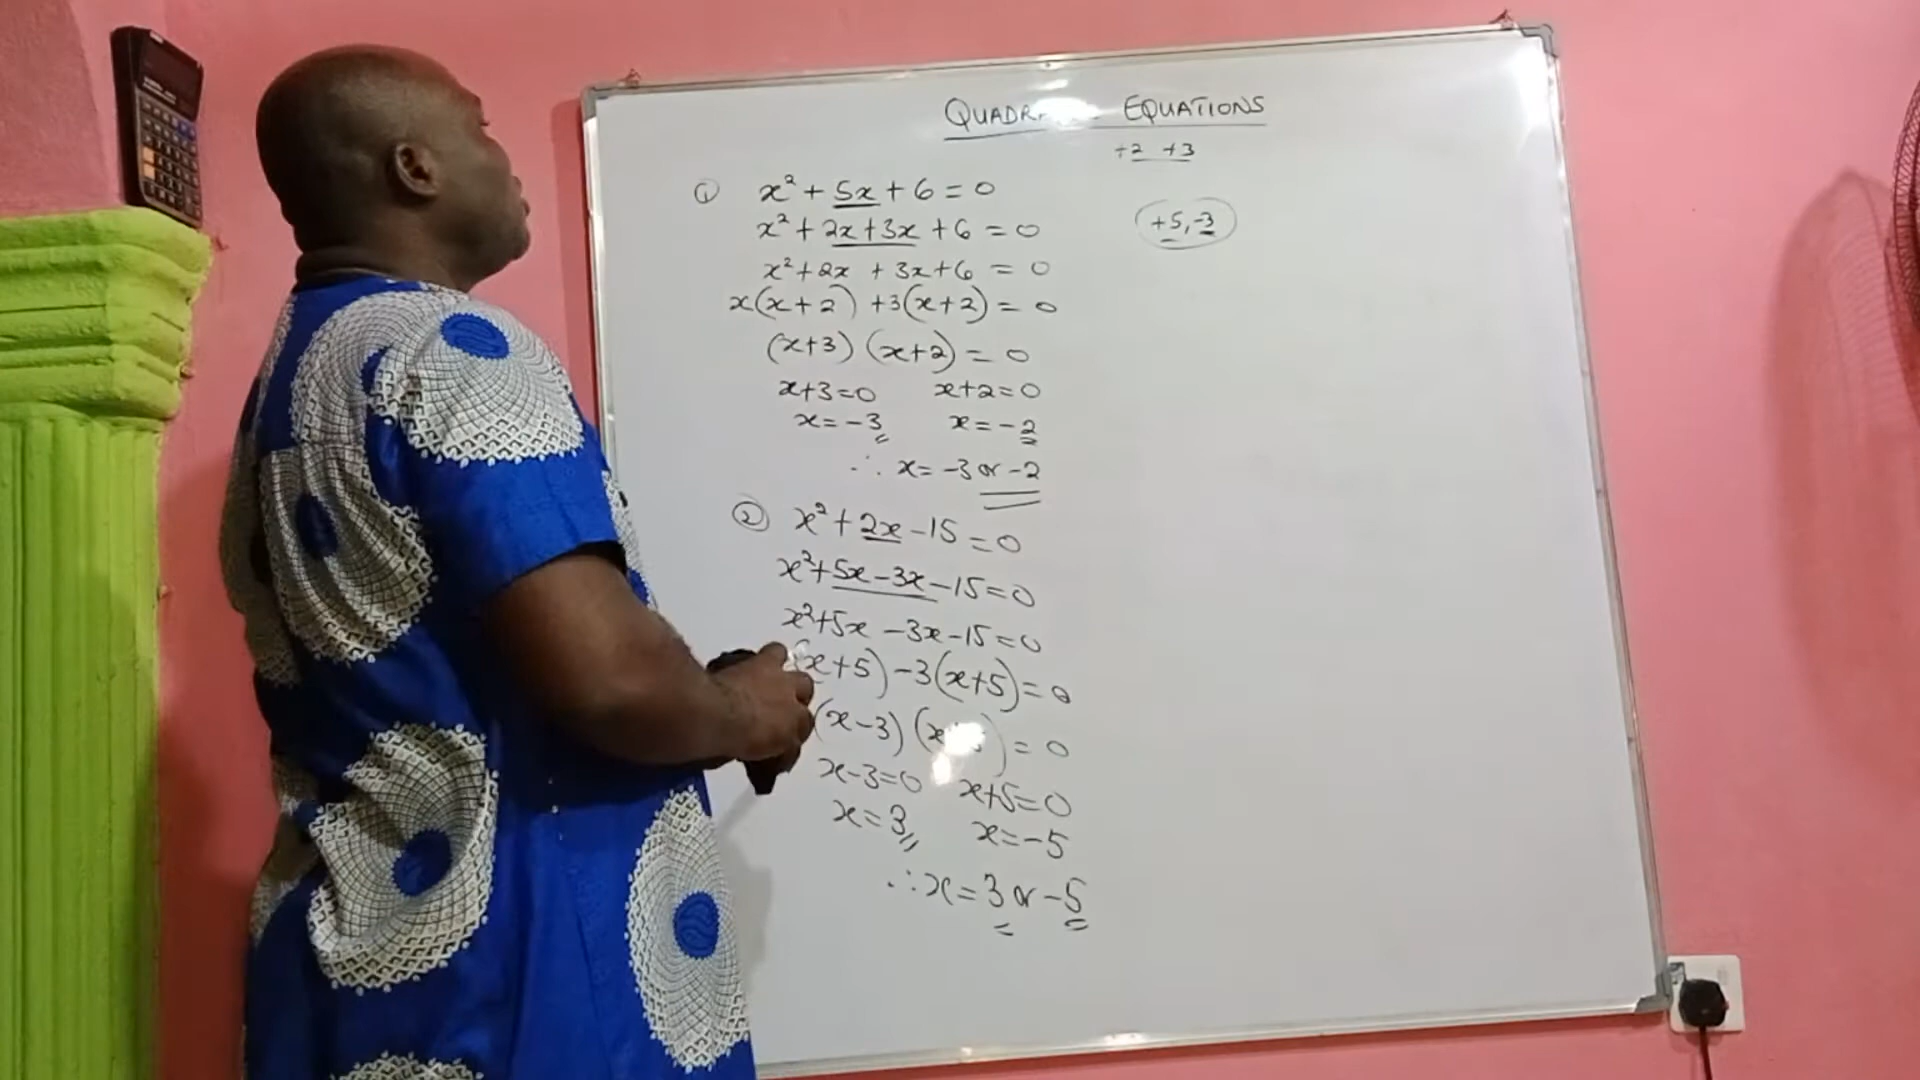 QUADR EQUATIONS
+2 +3
① x² + 5x + 6 = 0
x² + 2x + 3x + 6 = 0
+5, -3
x² + 2x + 3x + 6 = 0
x(x + 2) + 3(x + 2) = 0
(x + 3) (x + 2) = 0
x + 3 = 0 x + 2 = 0
x = -3 x = -2
∴ x = -3 or -2
② x² + 2x - 15 = 0
x² + 5x - 3x - 15 = 0
x² + 5x - 3x - 15 = 0
(x + 5) - 3(x + 5) = 0
(x - 3) (x ) = 0
x - 3 = 0 x + 5 = 0
x = 3 x = -5
∴ x = 3 or -5